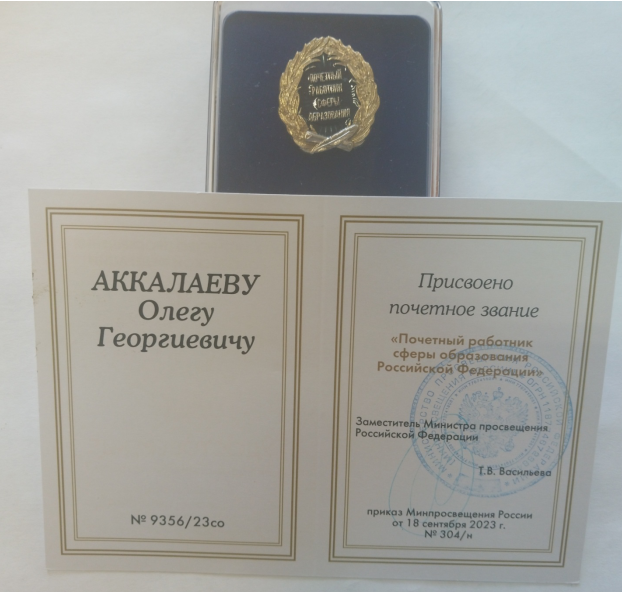 ПОЧЕТНЫЙ
РАБОТНИК
СФЕРЫ
ОБРАЗОВАНИЯ
АККАЛАЕВУ
Олегу
Георгиевичу
№ 9356/23со
Присвоено
почетное звание
«Почетный работник
сферы образования
Российской Федерации»
Заместитель Министра просвещения
Российской Федерации
Т.В. Васильева
приказ Минпросвещения России
от 18 сентября 2023 г.
№ 304/н